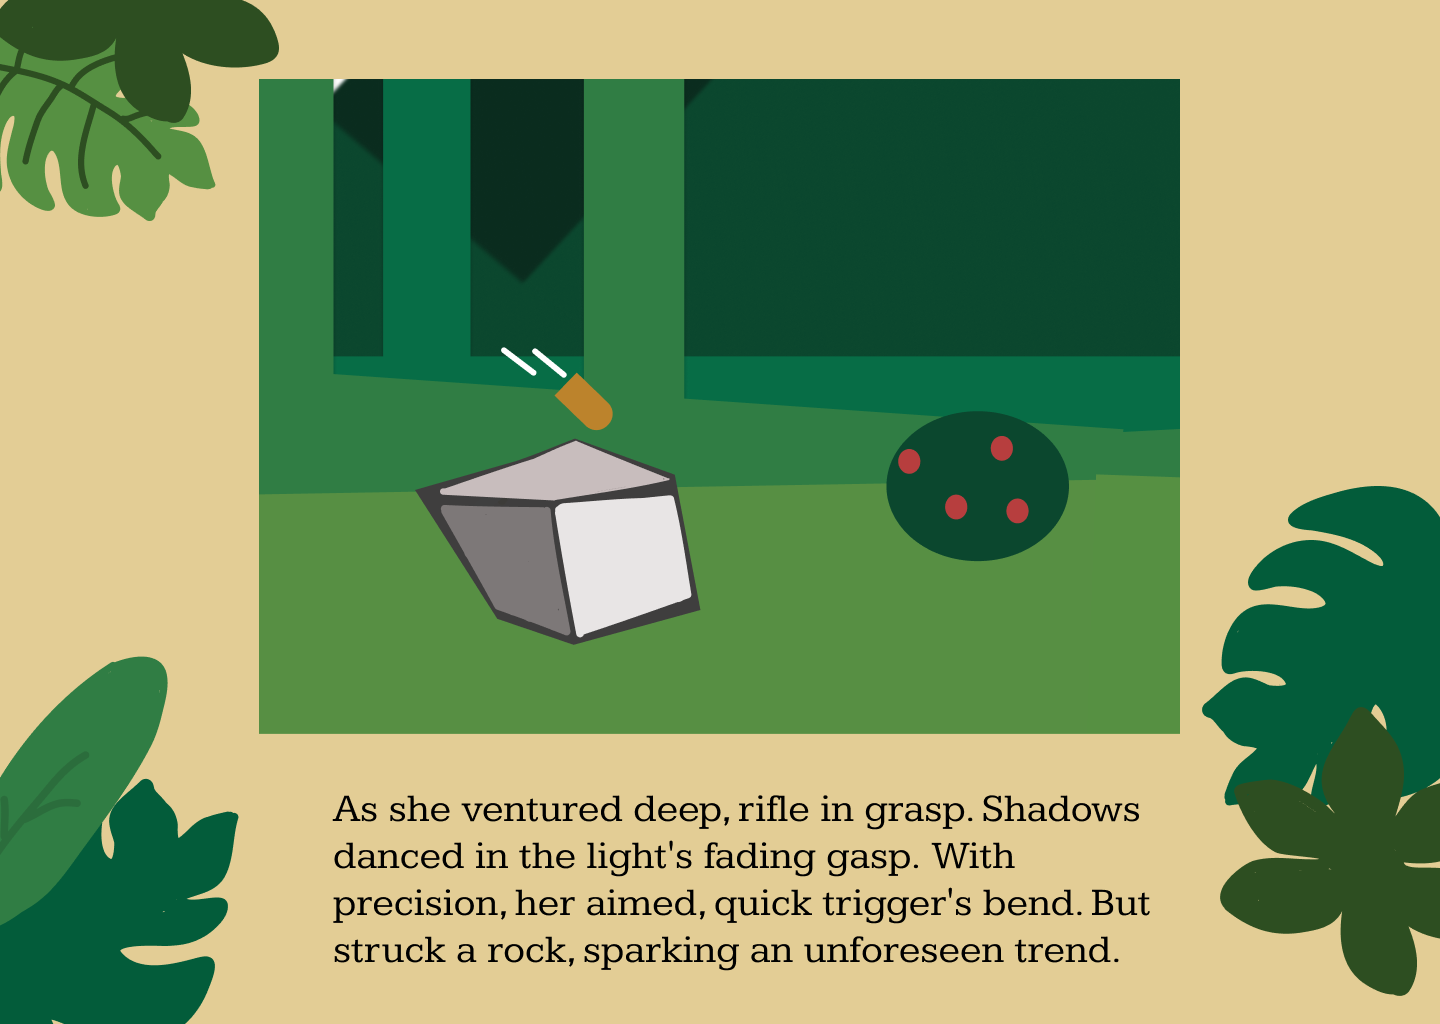 As she ventured deep, rifle in grasp. Shadows
danced in the light's fading gasp. With
precision, her aimed, quick trigger's bend. But
struck a rock, sparking an unforeseen trend.